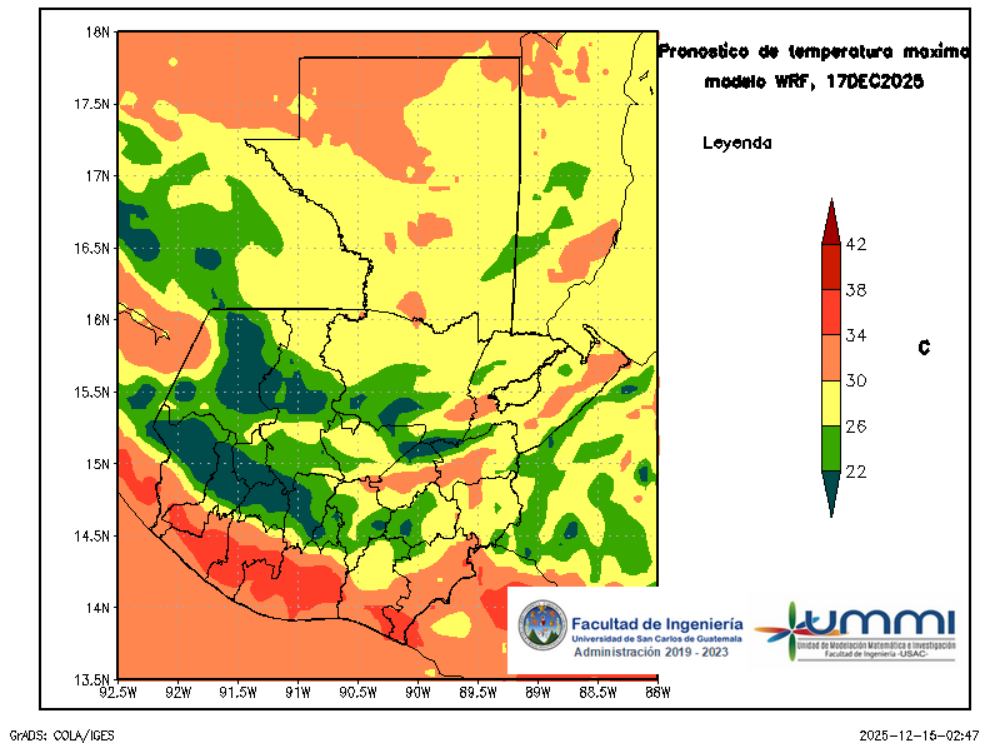 Pronostico de temperatura maxima
modelo WRF, 17DEC2025
Leyenda
18N
17.5N
17N
16.5N
16N
15.5N
15N
14.5N
14N
13.5N
92.5W 92W 91.5W 91W 90.5W 90W 89.5W 89W 88.5W 88W
42
38
34
30
26
22
C
Facultad de Ingeniería
Universidad de San Carlos de Guatemala
Administración 2019 - 2023
ummi
Unidad de Modelación Matemática e Investigación
Facultad de Ingeniería -USAC-
GrADS: COLA/IGES
2025-12-15-02:47